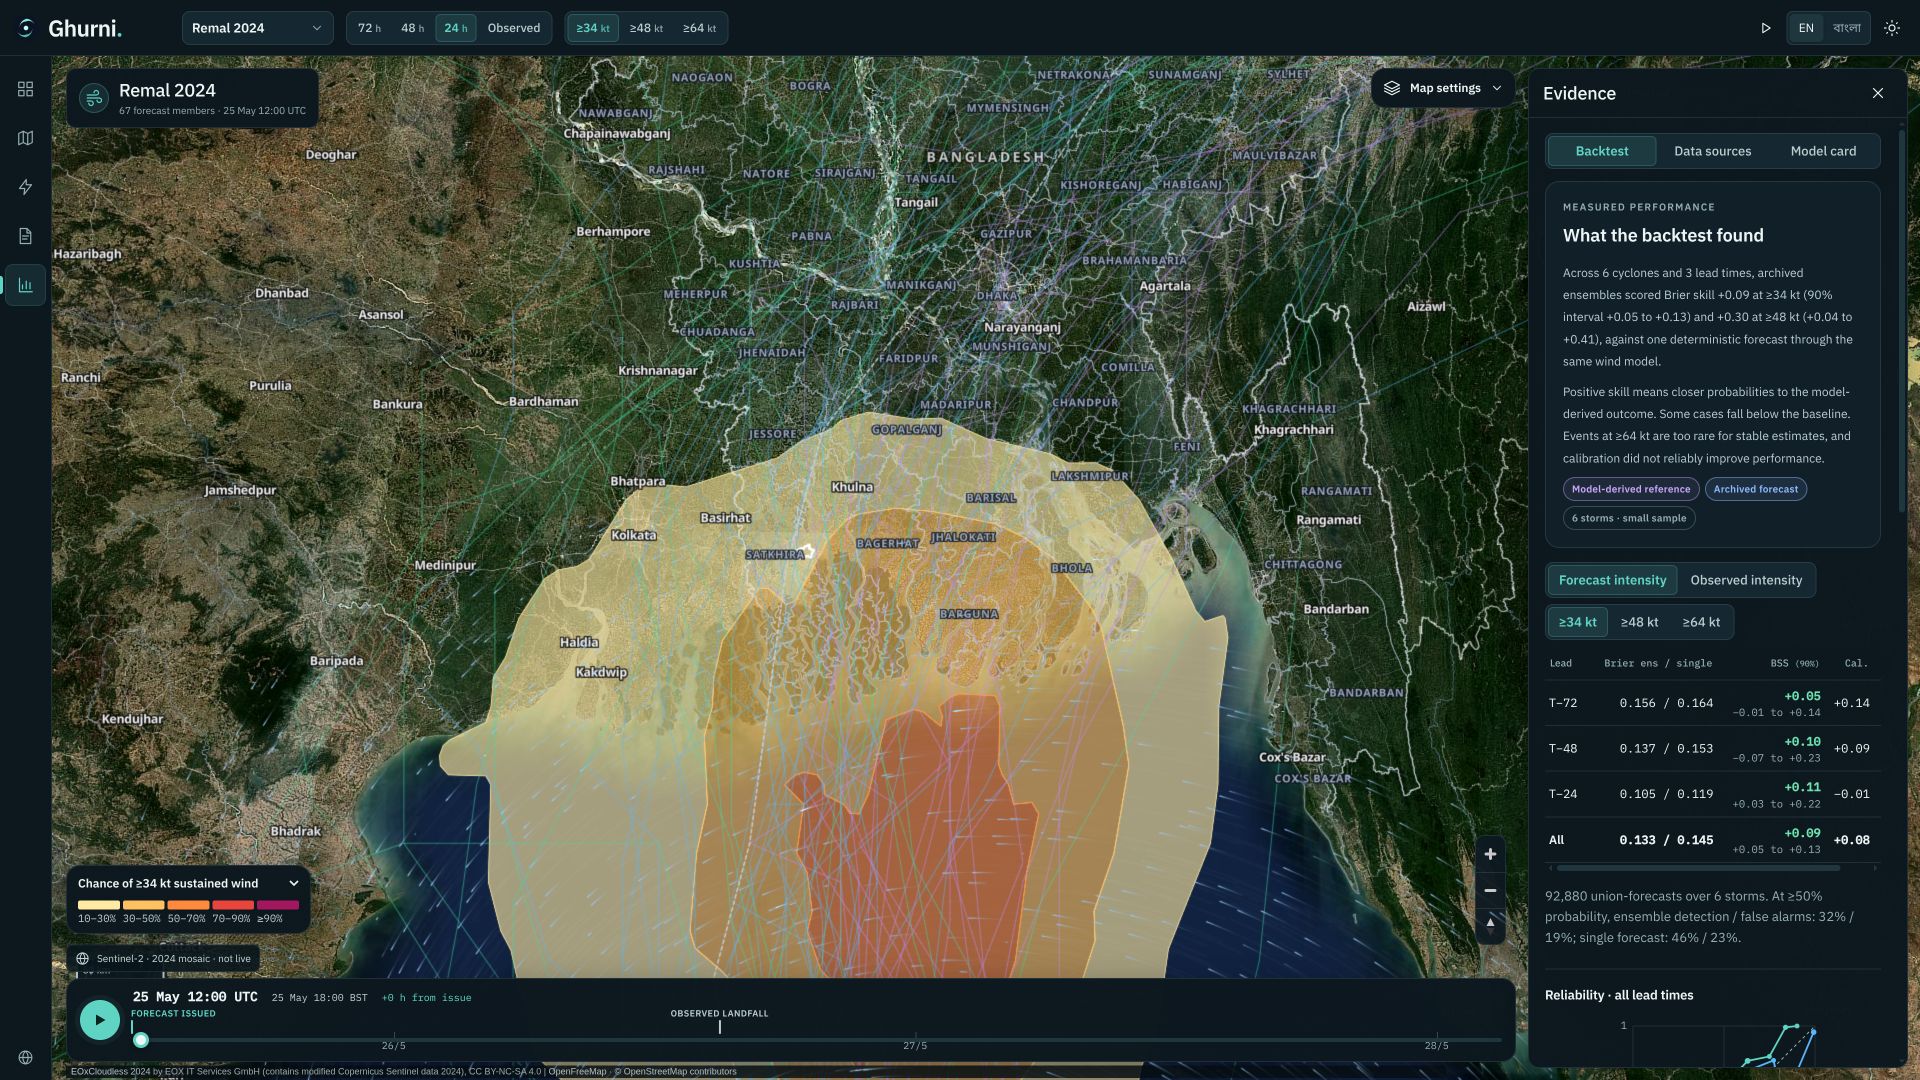 Ghurni.
Remal 2024
72 h 48 h 24 h Observed
≥34 kt ≥48 kt ≥64 kt
EN বাংলা
Remal 2024
67 forecast members · 25 May 12:00 UTC
Map settings
NAOGAON
BOGRA
NETRAKONA
SUNAMGANJ
SYLHET
NAWABGANJ
MYMENSINGH
Chapainawabganj
Deoghar
BANGLADESH
MAULVIBAZAR
RAJSHAHI
NATORE
SIRAJGANJ
TANGAIL
KISHOREGANJ
HABIGANJ
Tangail
Berhampore
PABNA
GAZIPUR
Hazaribagh
KUSHTIA
BRAHAMANBARIA
Dhanbad
MEHERPUR
MANIKGANJ
DHAKA
Agartala
RAJBARI
Aizawl
Asansol
CHUADANGA
Narayanganj
MUNSHIGANJ
JHENAIDAH
FARIDPUR
COMILLA
Ranchi
Purulia
Krishnanagar
Bankura
Bardhaman
MADARIPUR
CHANDPUR
KHAGRACHHARI
JESSORE
GOPALGANJ
Khagrachhari
FENI
LAKSHMIPUR
Jamshedpur
Bhatpara
Khulna
BARISAL
RANGAMATI
Basirhat
Rangamati
Kolkata
BAGERHAT
JHALOKATI
SATKHIRA
Medinipur
BHOLA
CHITTAGONG
BARGUNA
Bandarban
Haldia
Kakdwip
Baripada
BANDARBAN
Kendujhar
Cox's Bazar
COX'S BAZAR
Bhadrak
Chance of ≥34 kt sustained wind
10–30% 30–50% 50–70% 70–90% ≥90%
Sentinel-2 · 2024 mosaic · not live
25 May 12:00 UTC 25 May 18:00 BST +0 h from issue
FORECAST ISSUED
OBSERVED LANDFALL
26/5 27/5 28/5
EOxCloudless 2024 by EOX IT Services GmbH (contains modified Copernicus Sentinel data 2024), CC BY-NC-SA 4.0 | OpenFreeMap · © OpenStreetMap contributors
Evidence
Backtest Data sources Model card
MEASURED PERFORMANCE
What the backtest found
Across 6 cyclones and 3 lead times, archived
ensembles scored Brier skill +0.09 at ≥34 kt (90%
interval +0.05 to +0.13) and +0.30 at ≥48 kt (+0.04 to
+0.41), against one deterministic forecast through the
same wind model.
Positive skill means closer probabilities to the model-
derived outcome. Some cases fall below the baseline.
Events at ≥64 kt are too rare for stable estimates, and
calibration did not reliably improve performance.
Model-derived reference Archived forecast
6 storms · small sample
Forecast intensity Observed intensity
≥34 kt ≥48 kt ≥64 kt
Lead Brier ens / single BSS (90%) Cal.
T−72 0.156 / 0.164 +0.05 −0.01 to +0.14 +0.14
T−48 0.137 / 0.153 +0.10 −0.07 to +0.23 +0.09
T−24 0.105 / 0.119 +0.11 +0.03 to +0.22 −0.01
All 0.133 / 0.145 +0.09 +0.05 to +0.13 +0.08
92,880 union-forecasts over 6 storms. At ≥50%
probability, ensemble detection / false alarms: 32% /
19%; single forecast: 46% / 23%.
Reliability · all lead times
1